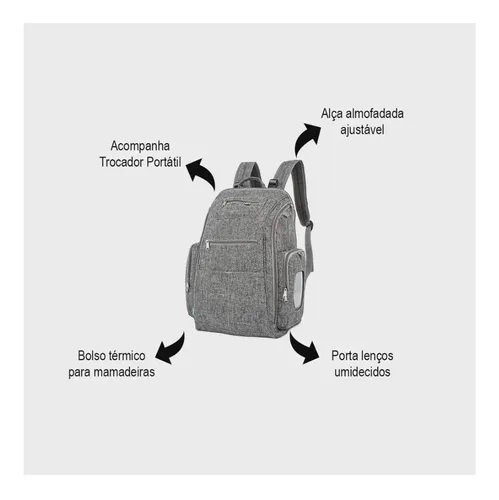 Alça almofadada
ajustável
Acompanha
Trocador Portátil
Bolso térmico
para mamadeiras
Porta lenços
umidecidos